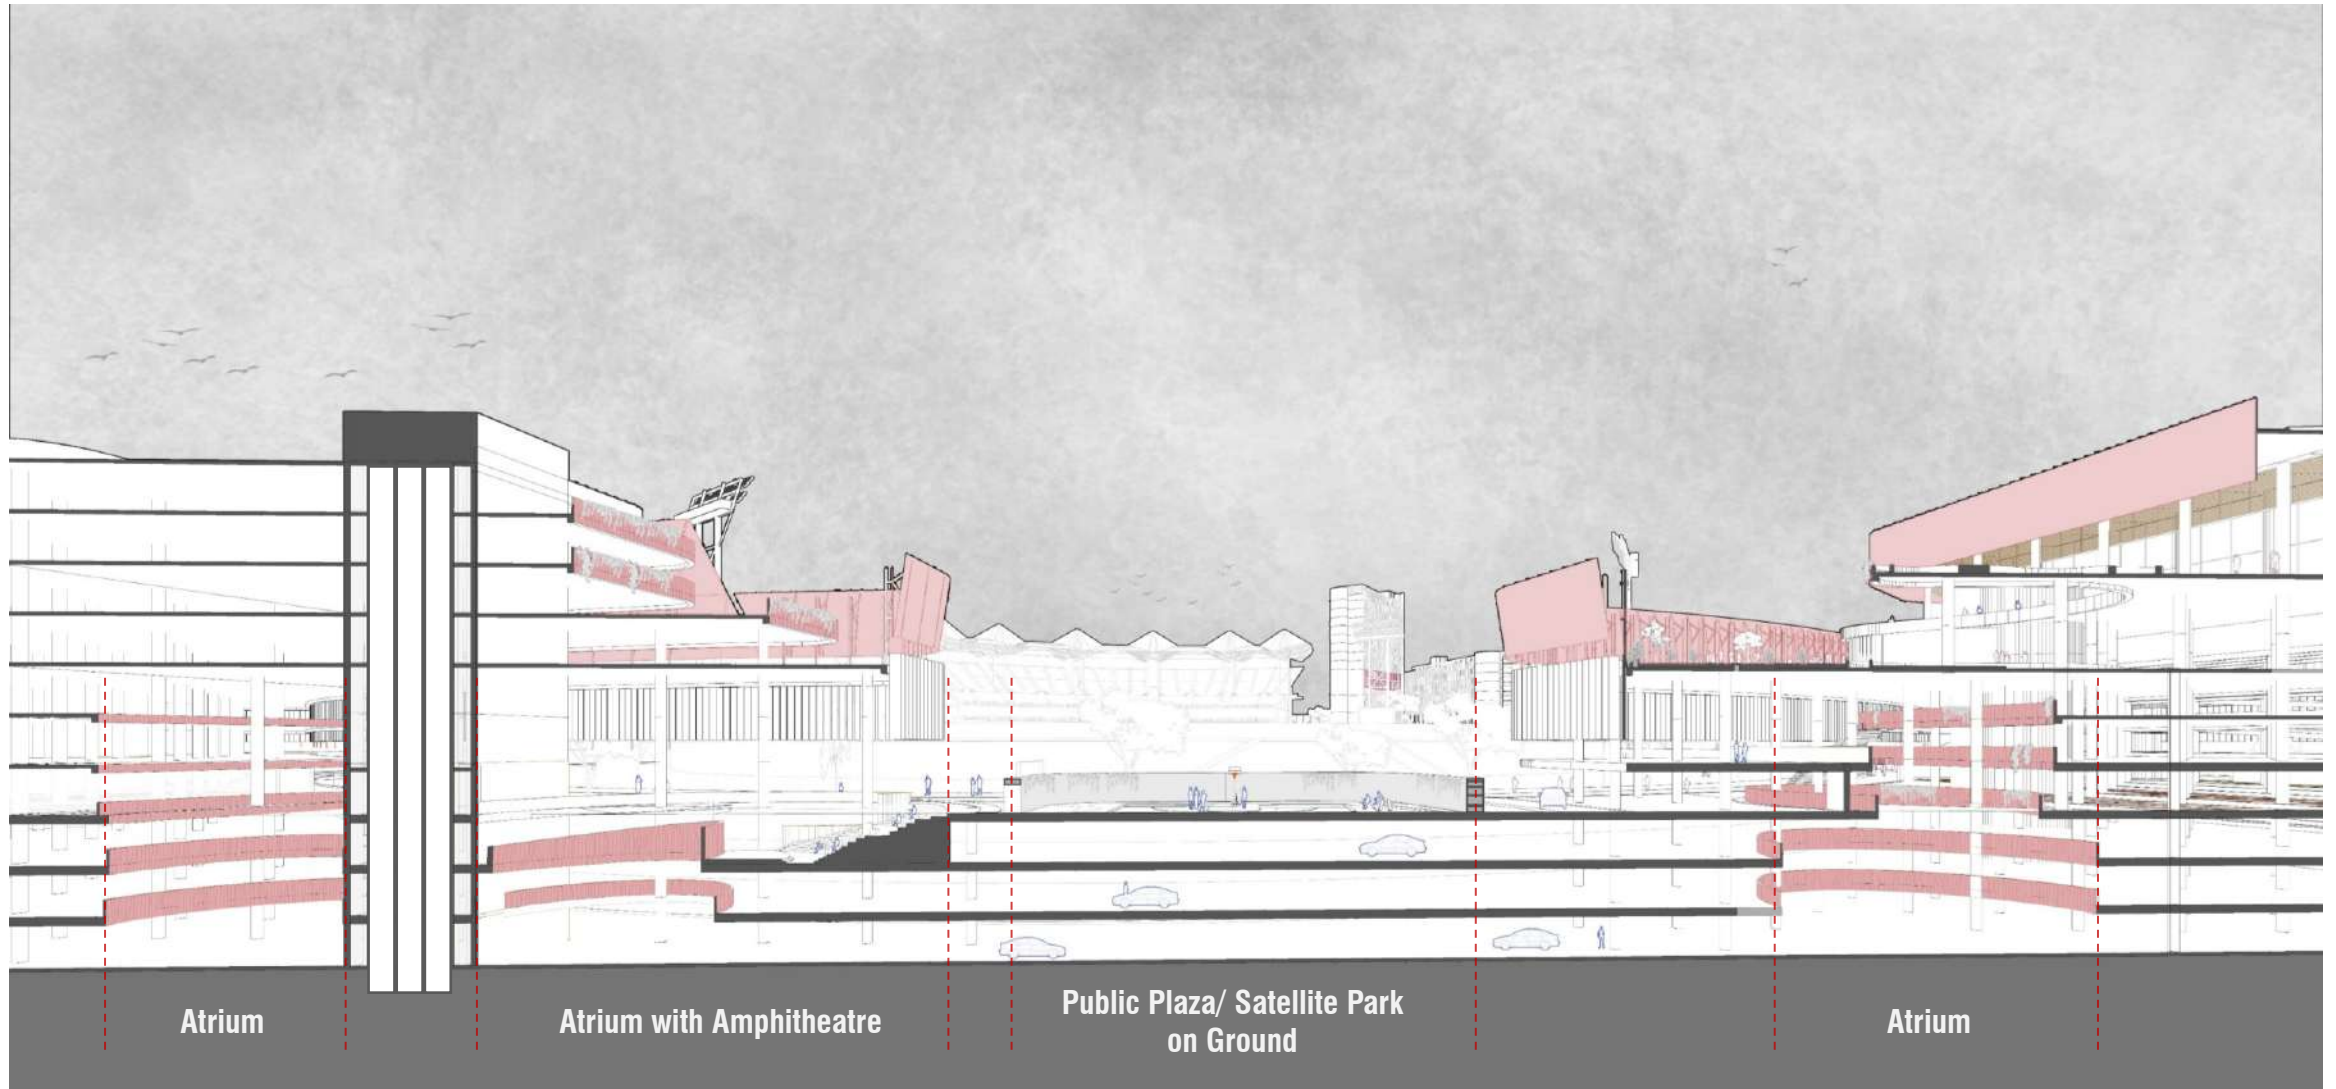 Atrium
Atrium with Amphitheatre
Public Plaza/ Satellite Park
on Ground
Atrium